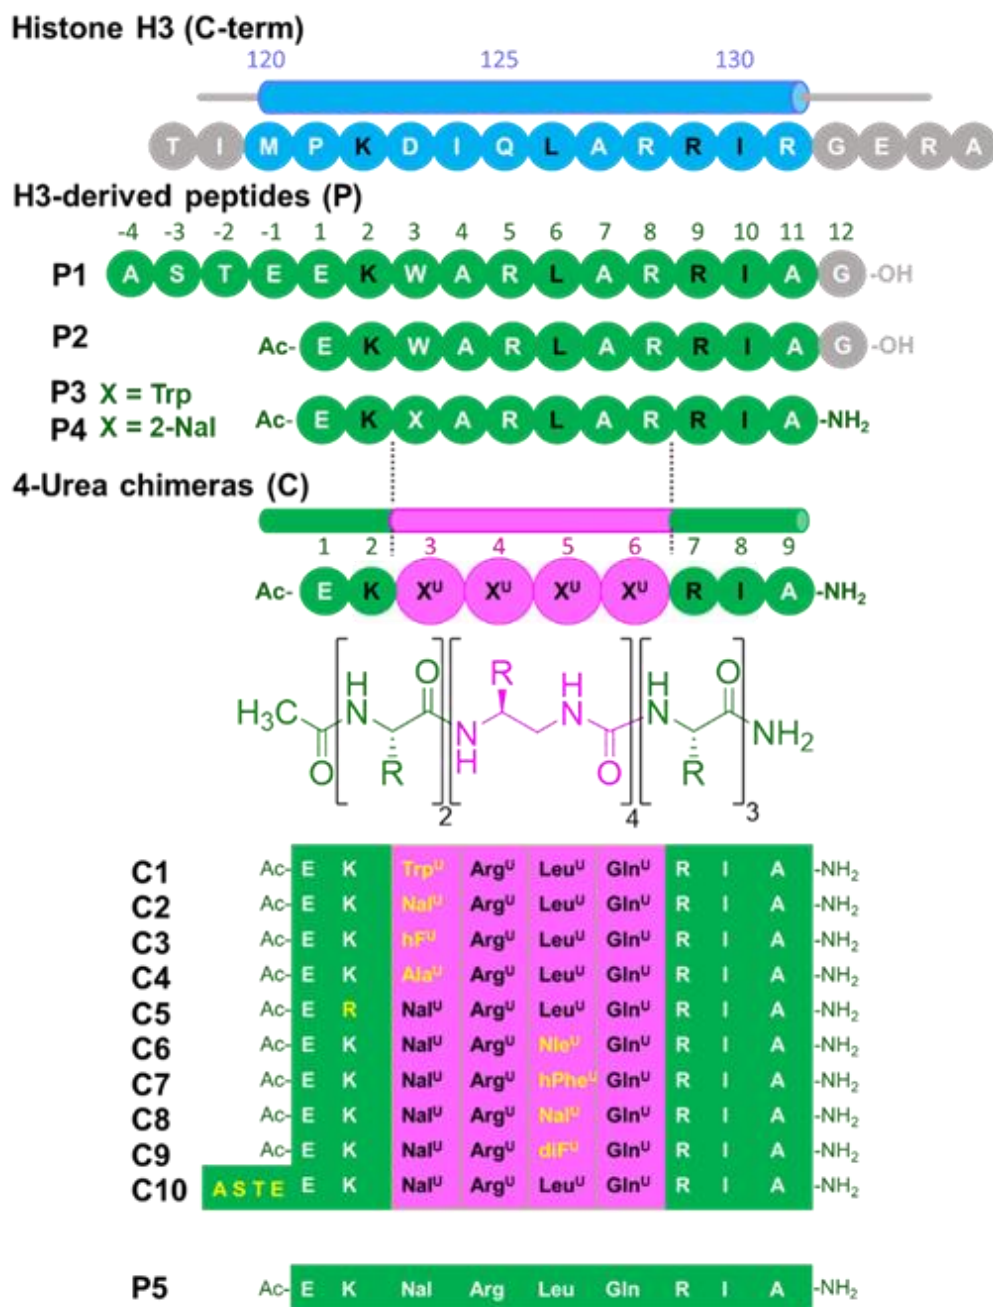 Histone H3 (C-term)
120 125 130
T I M P K D I Q L A R R I R G E R A
H3-derived peptides (P)
-4 -3 -2 -1 1 2 3 4 5 6 7 8 9 10 11 12
P1 A S T E E K W A R L A R R I A G -OH
P2 Ac- E K W A R L A R R I A G -OH
P3 X = Trp
P4 X = 2-Nal Ac- E K X A R L A R R I A -NH2
4-Urea chimeras (C)
1 2 3 4 5 6 7 8 9
Ac- E K Xᵁ Xᵁ Xᵁ Xᵁ R I A -NH2
H O R H H O
H3C N N N N NH2
O R H O R
2 4 3
C1 Ac- E K Trpᵁ Argᵁ Leuᵁ Glnᵁ R I A -NH2
C2 Ac- E K Nalᵁ Argᵁ Leuᵁ Glnᵁ R I A -NH2
C3 Ac- E K hFᵁ Argᵁ Leuᵁ Glnᵁ R I A -NH2
C4 Ac- E K Alaᵁ Argᵁ Leuᵁ Glnᵁ R I A -NH2
C5 Ac- E R Nalᵁ Argᵁ Leuᵁ Glnᵁ R I A -NH2
C6 Ac- E K Nalᵁ Argᵁ Nleᵁ Glnᵁ R I A -NH2
C7 Ac- E K Nalᵁ Argᵁ hPheᵁ Glnᵁ R I A -NH2
C8 Ac- E K Nalᵁ Argᵁ Nalᵁ Glnᵁ R I A -NH2
C9 Ac- E K Nalᵁ Argᵁ diFᵁ Glnᵁ R I A -NH2
C10 A S T E E K Nalᵁ Argᵁ Leuᵁ Glnᵁ R I A -NH2
P5 Ac- E K Nal Arg Leu Gln R I A -NH2